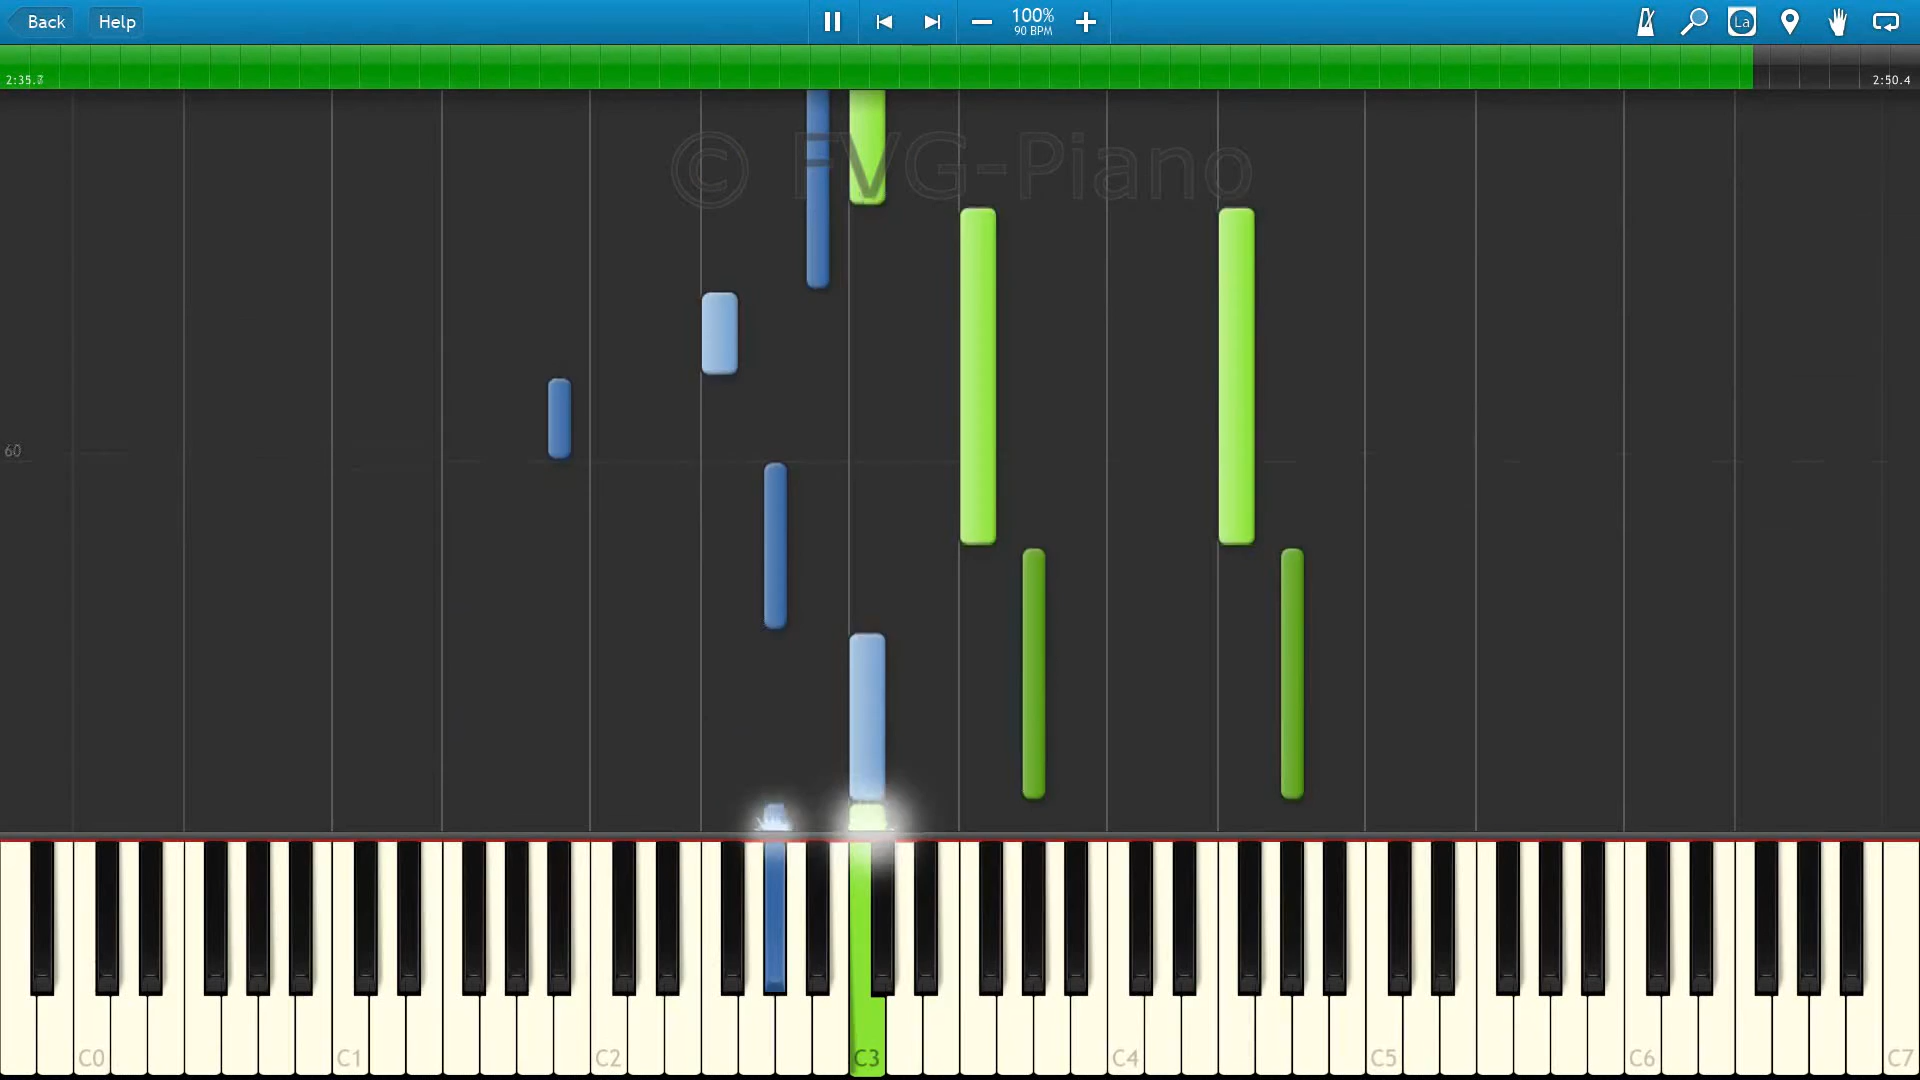 Back
Help
100%
90 BPM
La
2:35.
2:50.4
© FVG-Piano
60
C0
C1
C2
C3
C4
C5
C6
C7